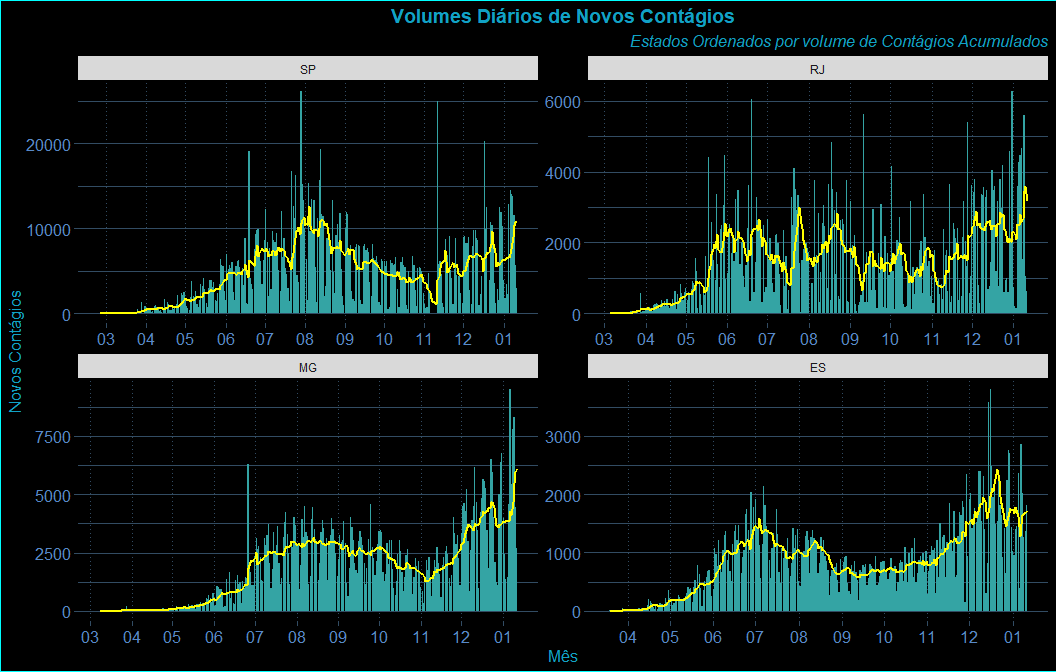 Volumes Diários de Novos Contágios
Estados Ordenados por volume de Contágios Acumulados
SP
RJ
20000
10000
0
03 04 05 06 07 08 09 10 11 12 01
6000
4000
2000
0
03 04 05 06 07 08 09 10 11 12 01
MG
ES
7500
5000
2500
0
03 04 05 06 07 08 09 10 11 12 01
3000
2000
1000
0
04 05 06 07 08 09 10 11 12 01
Novos Contágios
Mês